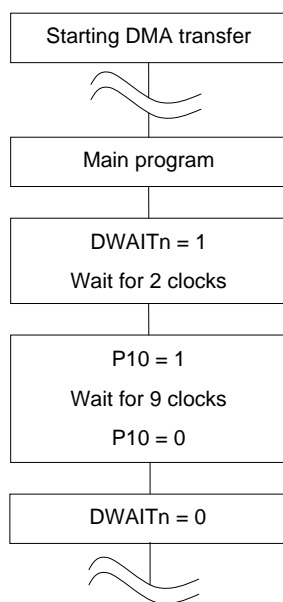 Starting DMA transfer
Main program
DWAITn = 1
Wait for 2 clocks
P10 = 1
Wait for 9 clocks
P10 = 0
DWAITn = 0